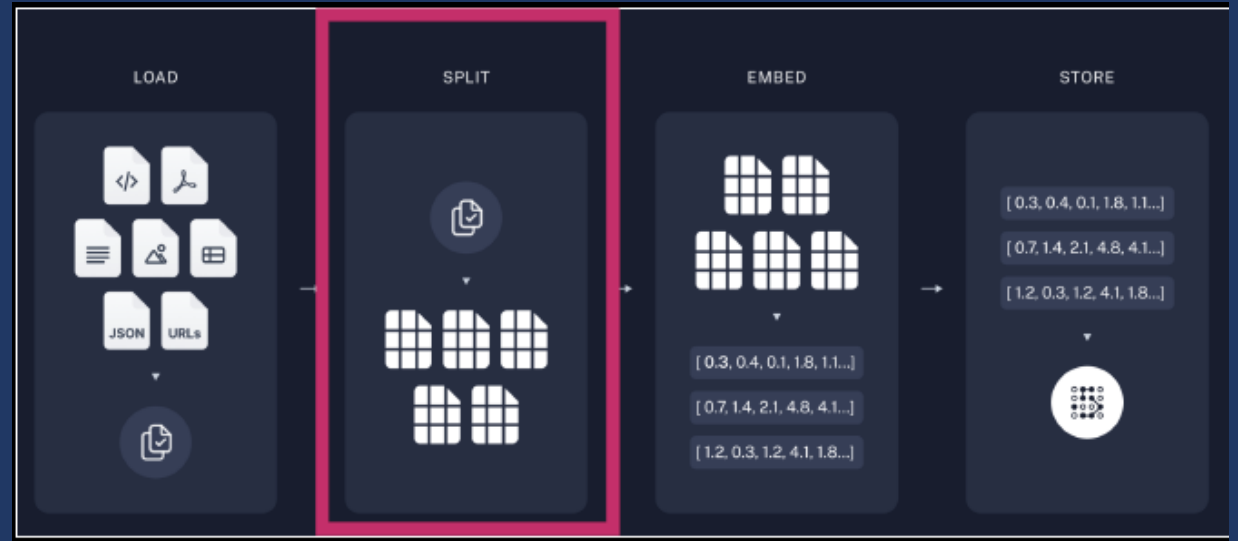 LOAD
</>
JSON
URLs
SPLIT
EMBED
[ 0.3, 0.4, 0.1, 1.8, 1.1...]
[ 0.7, 1.4, 2.1, 4.8, 4.1...]
[ 1.2, 0.3, 1.2, 4.1, 1.8...]
STORE
[ 0.3, 0.4, 0.1, 1.8, 1.1...]
[ 0.7, 1.4, 2.1, 4.8, 4.1...]
[ 1.2, 0.3, 1.2, 4.1, 1.8...]